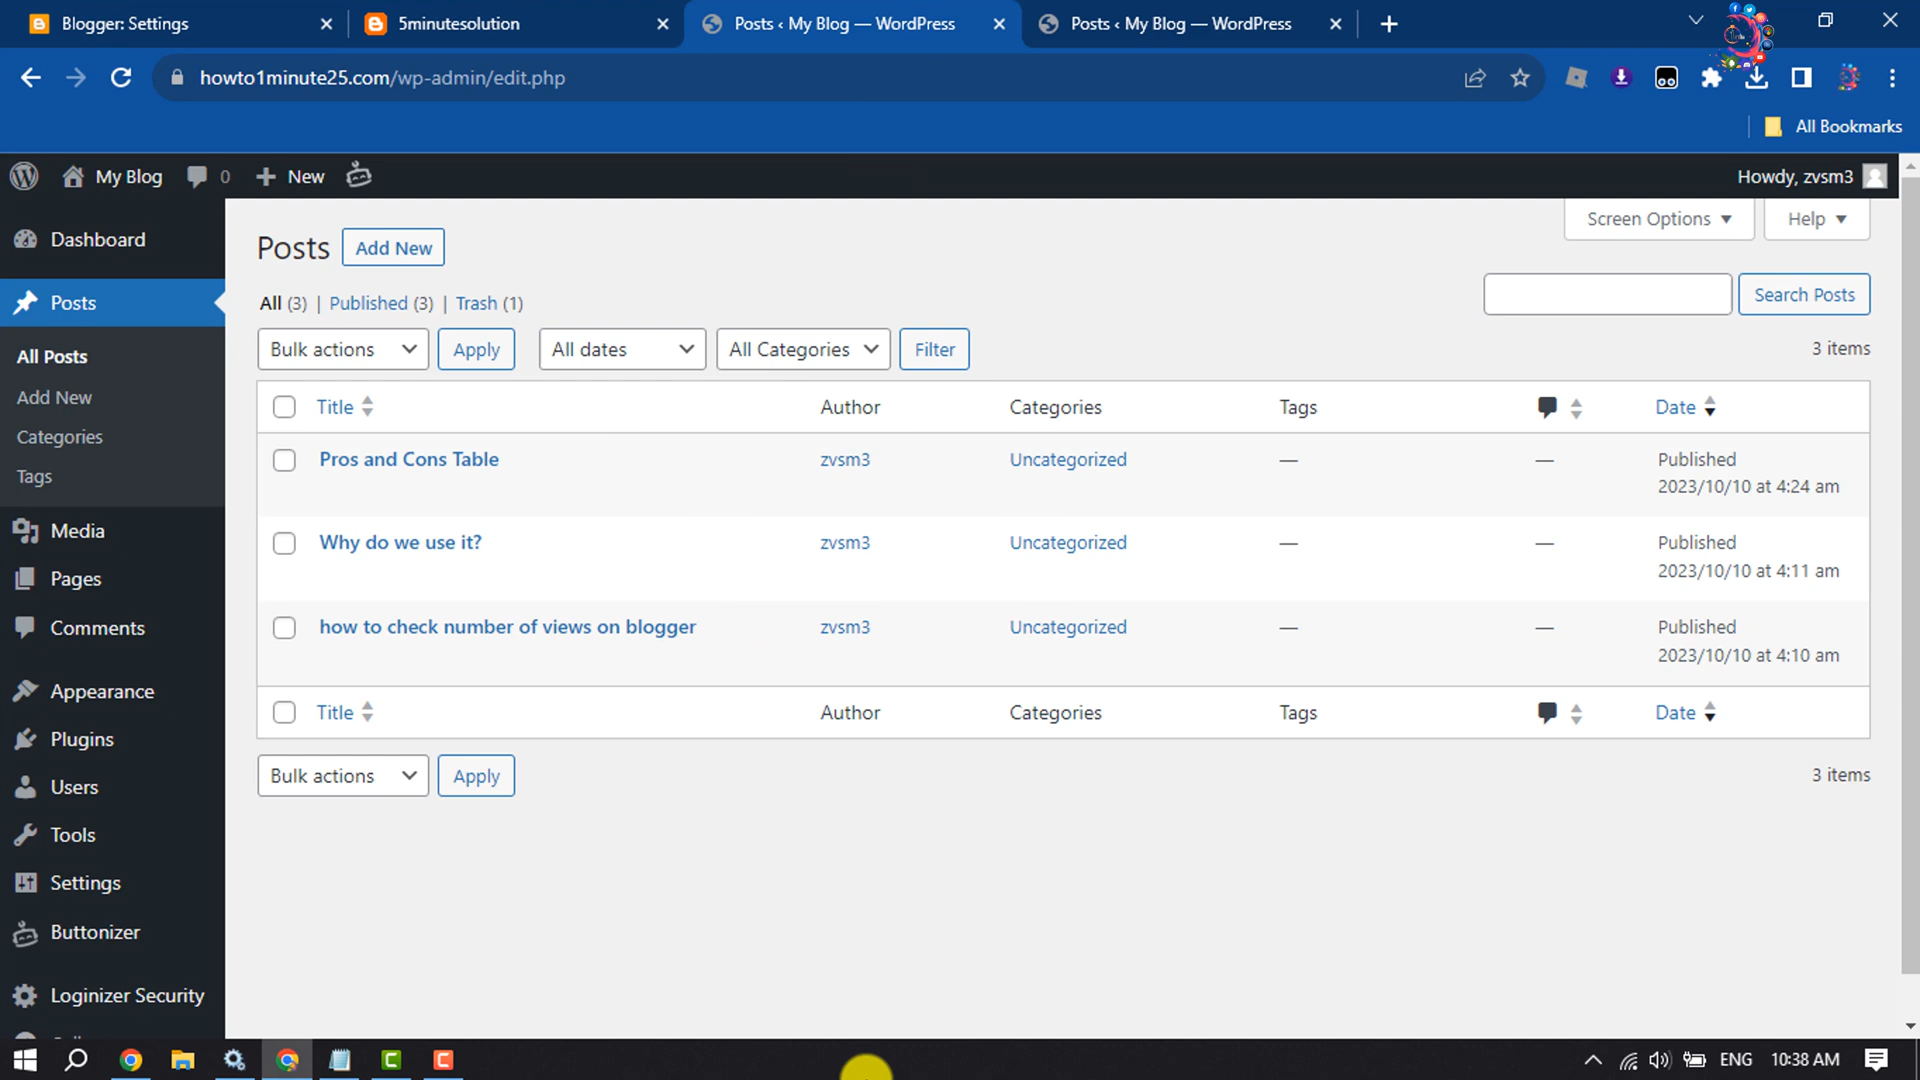 Blogger: Settings
5minutesolution
Posts ‹ My Blog — WordPress
Posts ‹ My Blog — WordPress
howto1minute25.com/wp-admin/edit.php
All Bookmarks
My Blog 0 New
Howdy, zvsm3
Screen Options Help
Dashboard
Posts
All Posts
Add New
Categories
Tags
Media
Pages
Comments
Appearance
Plugins
Users
Tools
Settings
Buttonizer
Loginizer Security
Posts Add New
All (3) | Published (3) | Trash (1)
Search Posts
Bulk actions Apply All dates All Categories Filter 3 items
Title Author Categories Tags Date
Pros and Cons Table zvsm3 Uncategorized — — Published
2023/10/10 at 4:24 am
Why do we use it? zvsm3 Uncategorized — — Published
2023/10/10 at 4:11 am
how to check number of views on blogger zvsm3 Uncategorized — — Published
2023/10/10 at 4:10 am
Title Author Categories Tags Date
Bulk actions Apply 3 items
ENG 10:38 AM